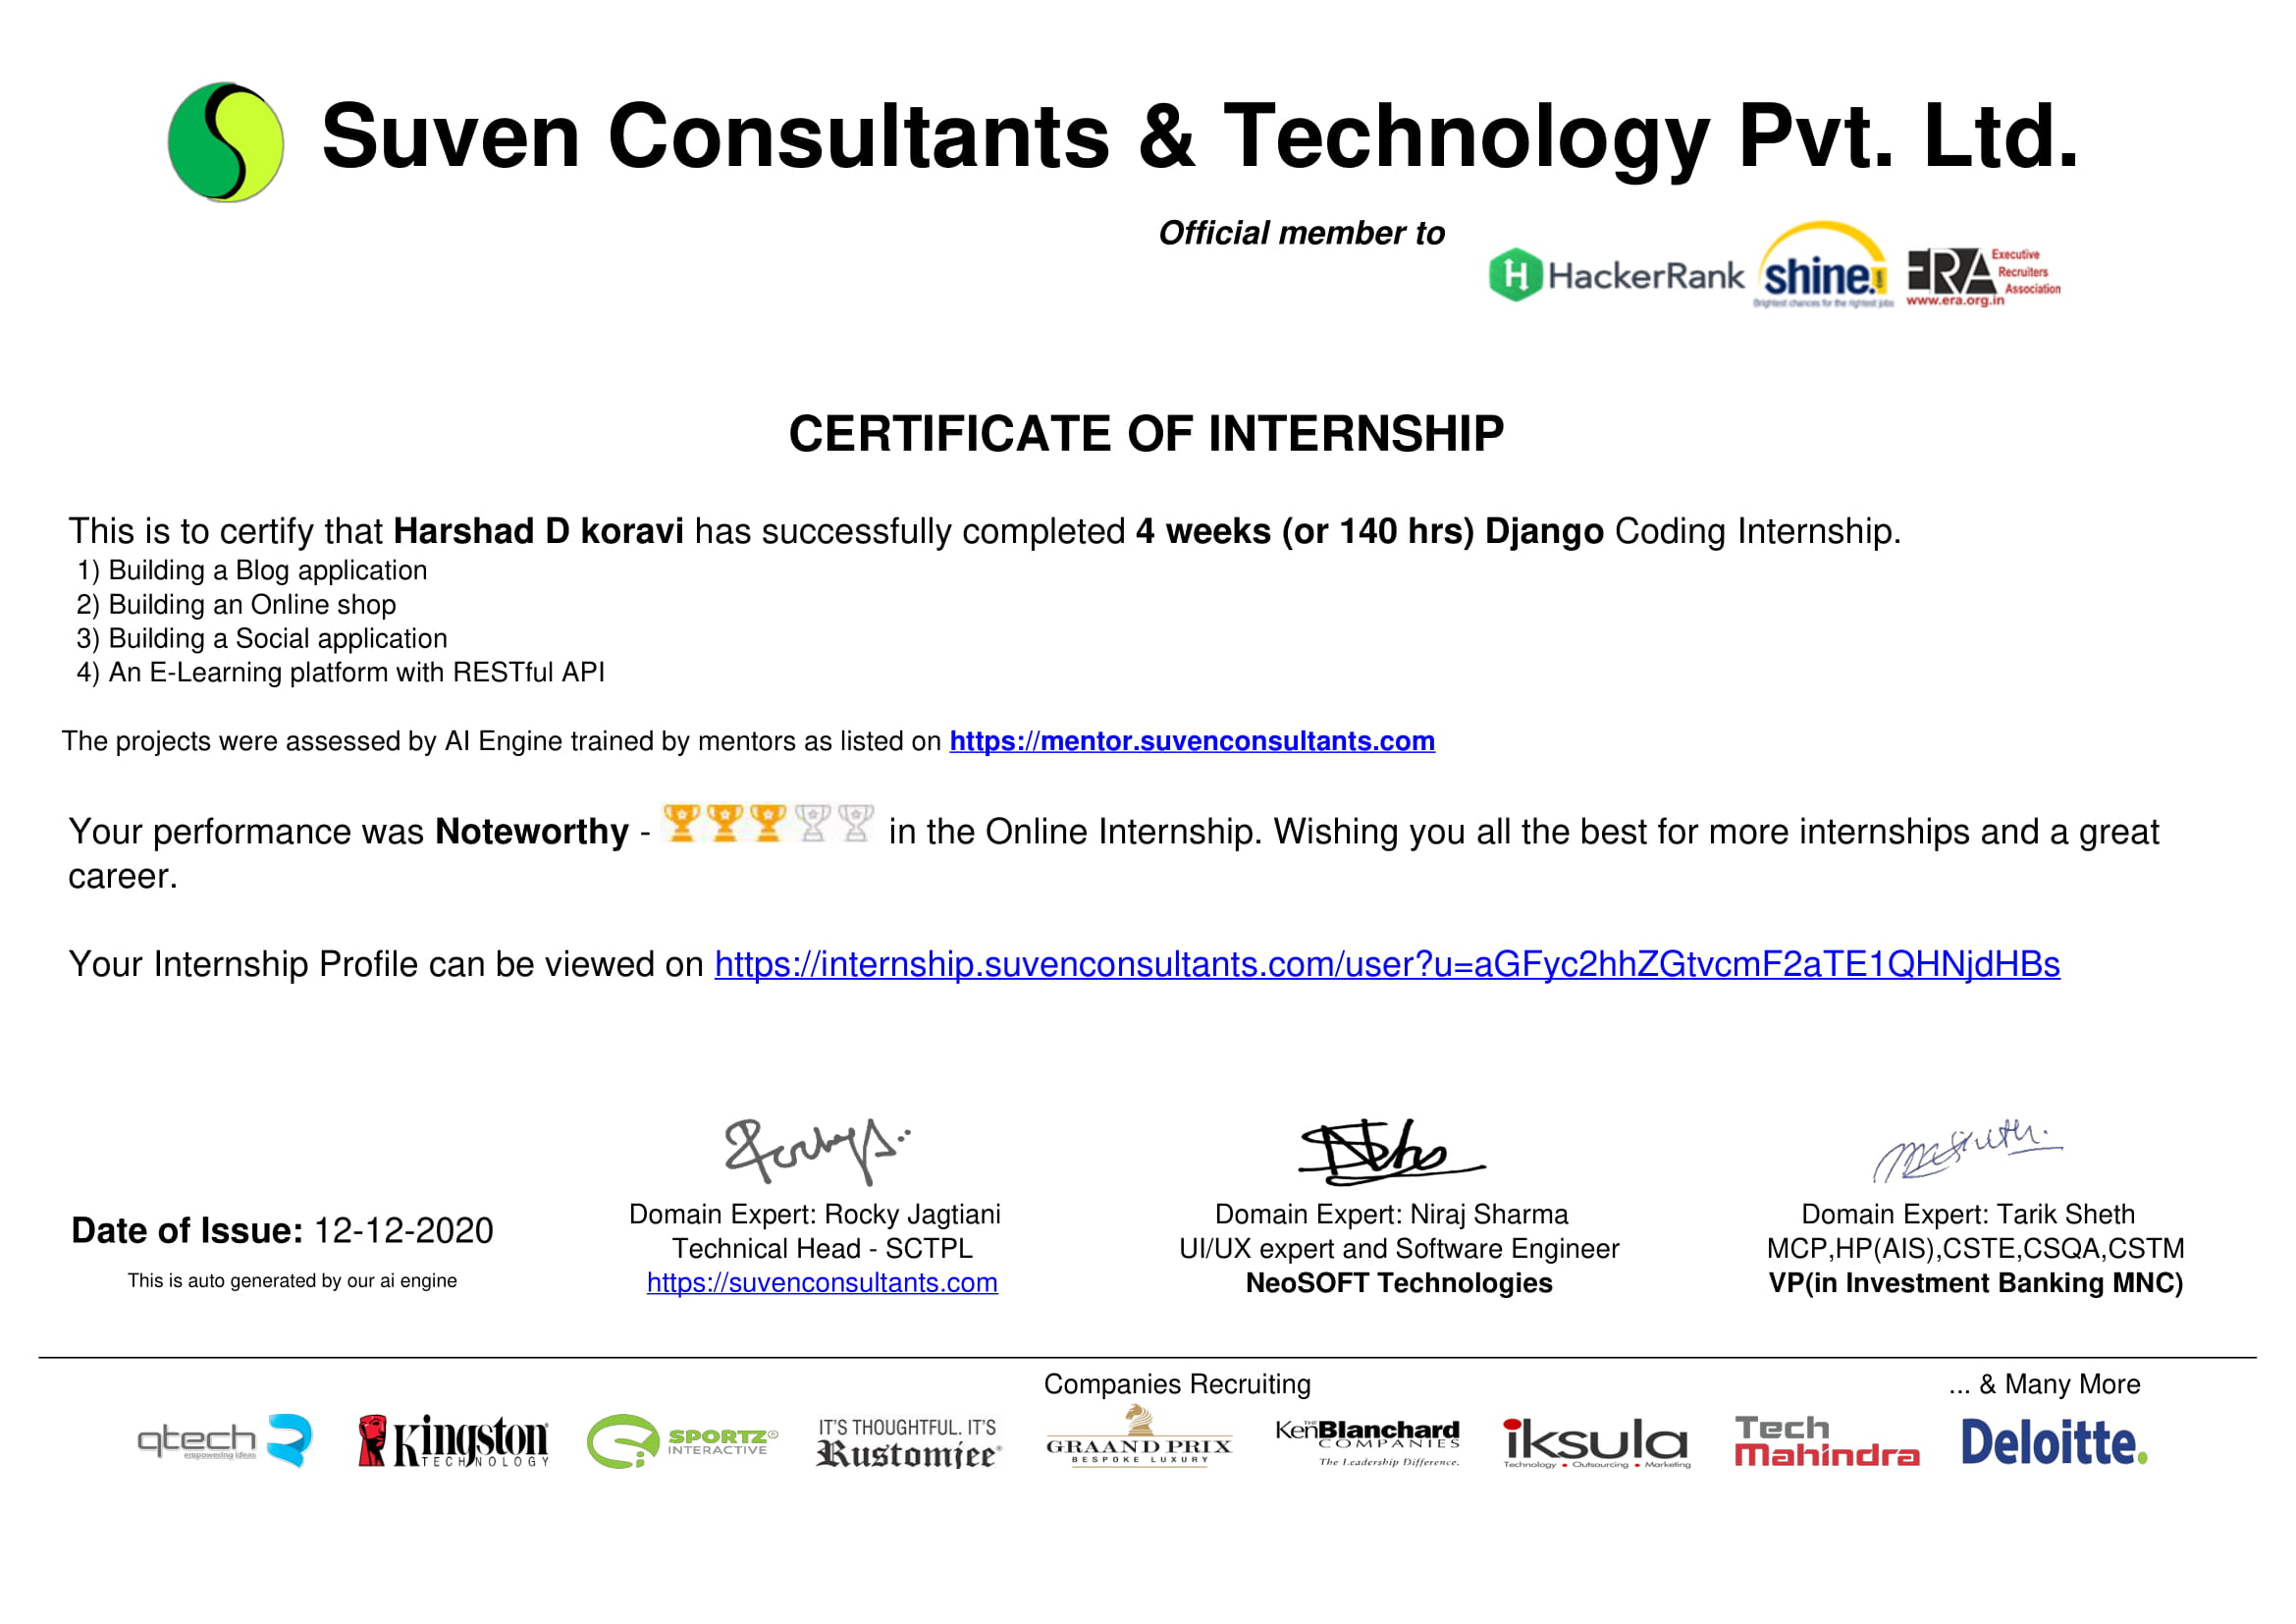 Suven Consultants & Technology Pvt. Ltd.
Official member to
HackerRank
shine.com
Brightest chances for the rightest jobs
ERA Executive Recruiters Association
www.era.org.in
CERTIFICATE OF INTERNSHIP
This is to certify that Harshad D koravi has successfully completed 4 weeks (or 140 hrs) Django Coding Internship.
1) Building a Blog application
2) Building an Online shop
3) Building a Social application
4) An E-Learning platform with RESTful API
The projects were assessed by AI Engine trained by mentors as listed on https://mentor.suvenconsultants.com
Your performance was Noteworthy - in the Online Internship. Wishing you all the best for more internships and a great
career.
Your Internship Profile can be viewed on https://internship.suvenconsultants.com/user?u=aGFyc2hhZGtvcmF2aTE1QHNjdHBs
Date of Issue: 12-12-2020
This is auto generated by our ai engine
Domain Expert: Rocky Jagtiani
Technical Head - SCTPL
https://suvenconsultants.com
Domain Expert: Niraj Sharma
UI/UX expert and Software Engineer
NeoSOFT Technologies
Domain Expert: Tarik Sheth
MCP,HP(AIS),CSTE,CSQA,CSTM
VP(in Investment Banking MNC)
Companies Recruiting
... & Many More
qtech
empowering ideas
Kingston
TECHNOLOGY
SPORTZ®
INTERACTIVE
IT'S THOUGHTFUL. IT'S
Rustomjee®
GRAAND PRIX
BESPOKE LUXURY
THE Ken Blanchard
COMPANIES
The Leadership Difference.
iksula
Technology • Outsourcing • Marketing
Tech
Mahindra
Deloitte.